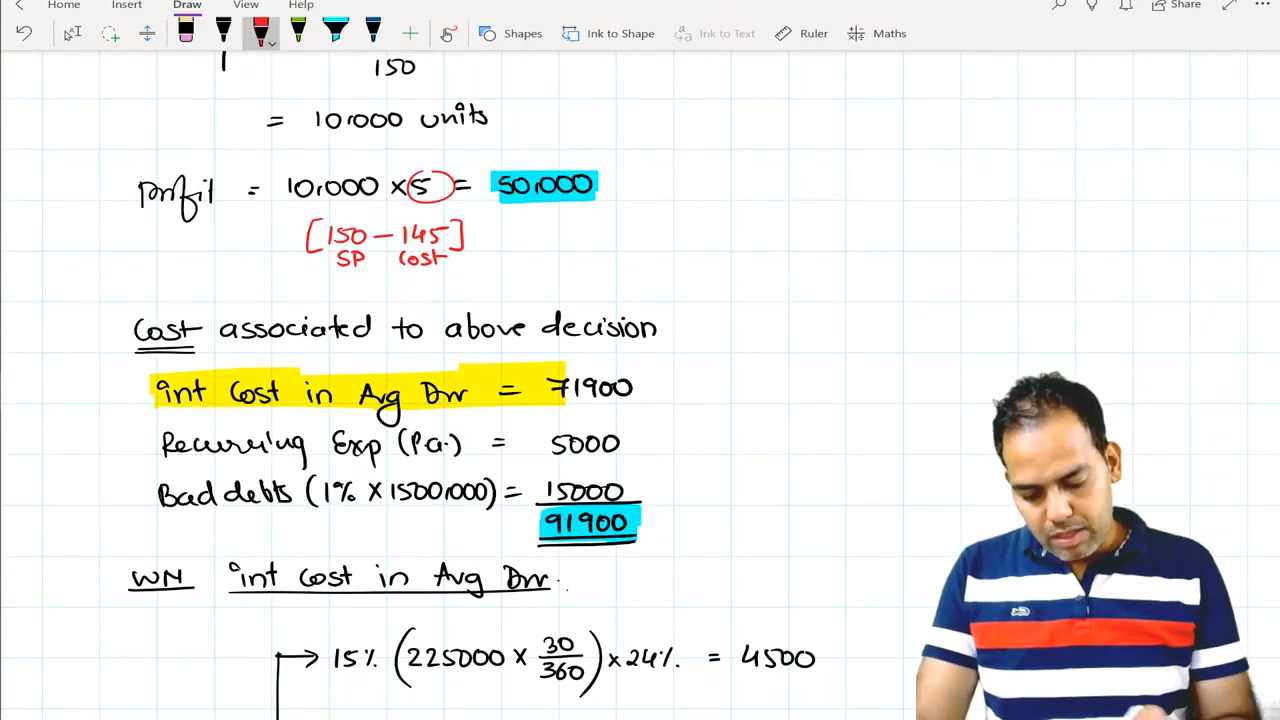 Home Insert Draw View Help Share
Shapes Ink to Shape Ink to Text Ruler Maths
150
= 10,000 units
Profit = 10,000 × 5 = 50,000
[150 – 145]
SP Cost
Cost associated to above decision
int Cost in Avg Drr = 71900
Recurring Exp (Pa.) = 5000
Bad debts (1% × 1500,000) = 15000
91900
WN int Cost in Avg Drr.
→ 15% (225000 × 30/360) × 24% = 4500